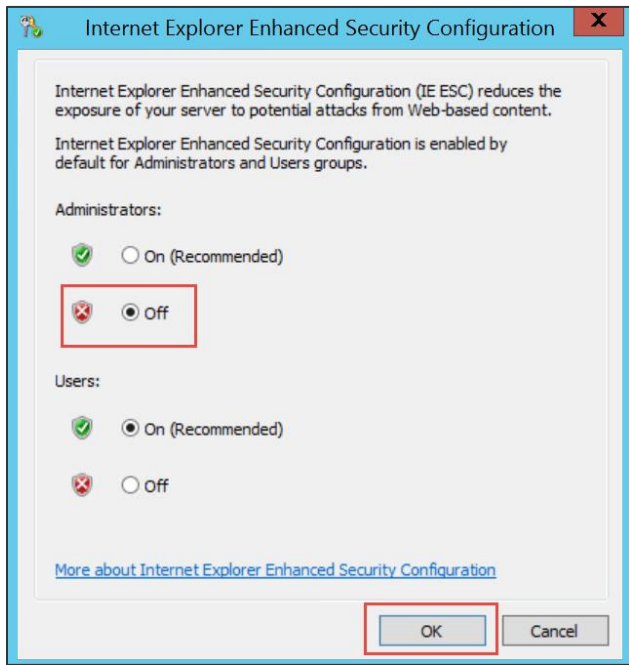 Internet Explorer Enhanced Security Configuration
X
Internet Explorer Enhanced Security Configuration (IE ESC) reduces the
exposure of your server to potential attacks from Web-based content.
Internet Explorer Enhanced Security Configuration is enabled by
default for Administrators and Users groups.
Administrators:
On (Recommended)
Off
Users:
On (Recommended)
Off
More about Internet Explorer Enhanced Security Configuration
OK Cancel